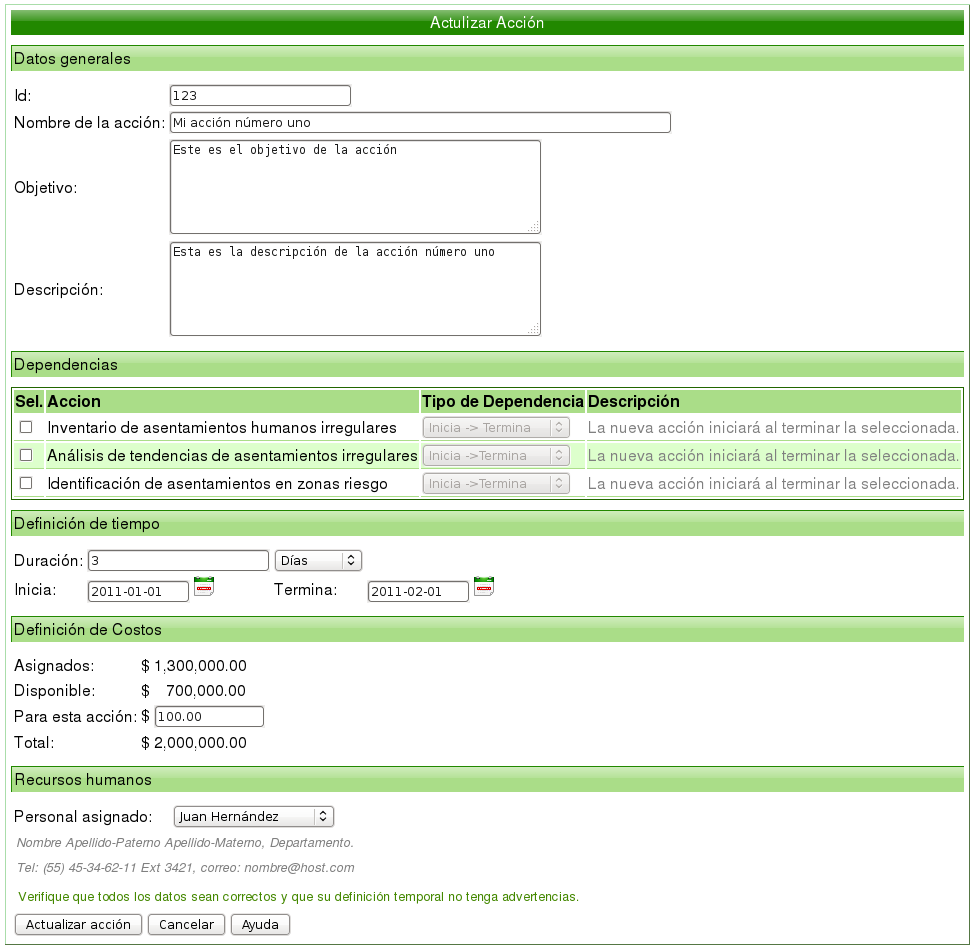 Actulizar Acción
Datos generales
Id: 123
Nombre de la acción: Mi acción número uno
Objetivo: Este es el objetivo de la acción
Descripción: Esta es la descripción de la acción número uno
Dependencias
Sel. Accion Tipo de Dependencia Descripción
Inventario de asentamientos humanos irregulares Inicia -> Termina La nueva acción iniciará al terminar la seleccionada.
Análisis de tendencias de asentamientos irregulares Inicia ->Termina La nueva acción iniciará al terminar la seleccionada.
Identificación de asentamientos en zonas riesgo Inicia ->Termina La nueva acción iniciará al terminar la seleccionada.
Definición de tiempo
Duración: 3 Días
Inicia: 2011-01-01 Termina: 2011-02-01
Definición de Costos
Asignados: $ 1,300,000.00
Disponible: $ 700,000.00
Para esta acción: $ 100.00
Total: $ 2,000,000.00
Recursos humanos
Personal asignado: Juan Hernández
Nombre Apellido-Paterno Apellido-Materno, Departamento.
Tel: (55) 45-34-62-11 Ext 3421, correo: nombre@host.com
Verifique que todos los datos sean correctos y que su definición temporal no tenga advertencias.
Actualizar acción Cancelar Ayuda